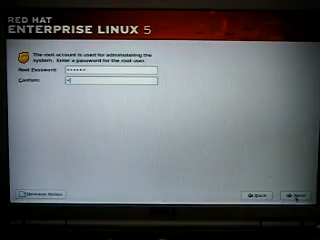 RED HAT
ENTERPRISE LINUX 5
The root account is used for administering the
system. Enter a password for the root user.
Root Password: ******
Confirm: *
Release Notes
Back
Next